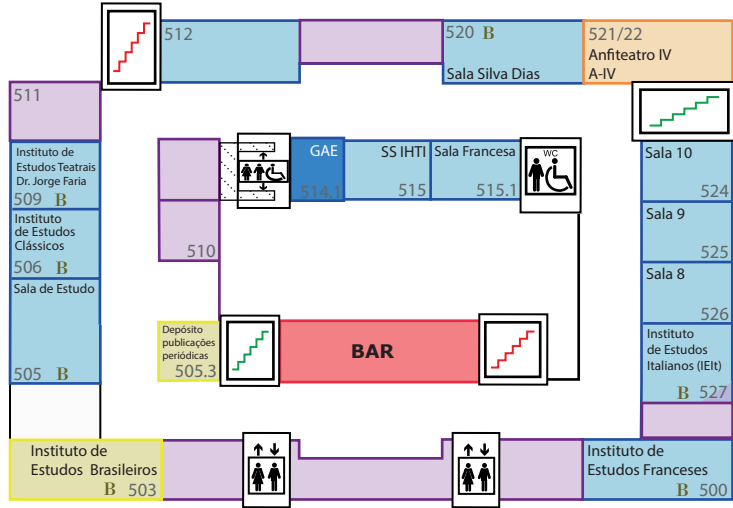 512
520 B
Sala Silva Dias
521/22
Anfiteatro IV
A-IV
511
Instituto de
Estudos Teatrais
Dr. Jorge Faria
509 B
Instituto
de Estudos
Clássicos
506 B
Sala de Estudo
505 B
GAE
514.1
SS IHTI
515
Sala Francesa
515.1
WC
510
Sala 10
524
Sala 9
525
Sala 8
526
Instituto
de Estudos
Italianos (IEIt)
B 527
Depósito
publicações
periódicas
505.3
BAR
Instituto de
Estudos Brasileiros
B 503
Instituto de
Estudos Franceses
B 500